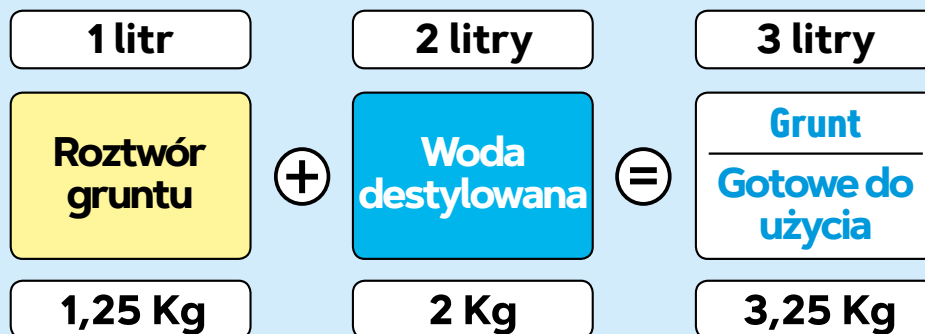 1 litr
2 litry
3 litry
Roztwór
gruntu
+
Woda
destylowana
=
Grunt
Gotowe do
użycia
1,25 Kg
2 Kg
3,25 Kg